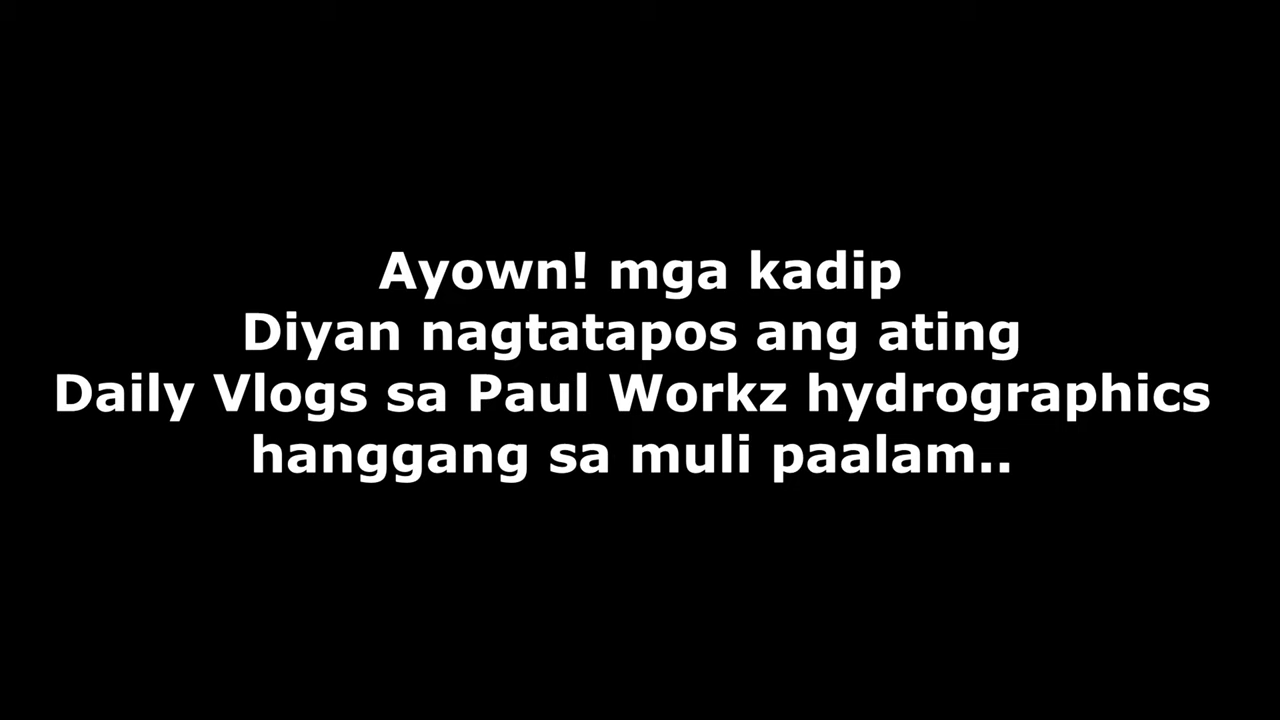 Ayown! mga kadip
Diyan nagtatapos ang ating
Daily Vlogs sa Paul Workz hydrographics
hanggang sa muli paalam..